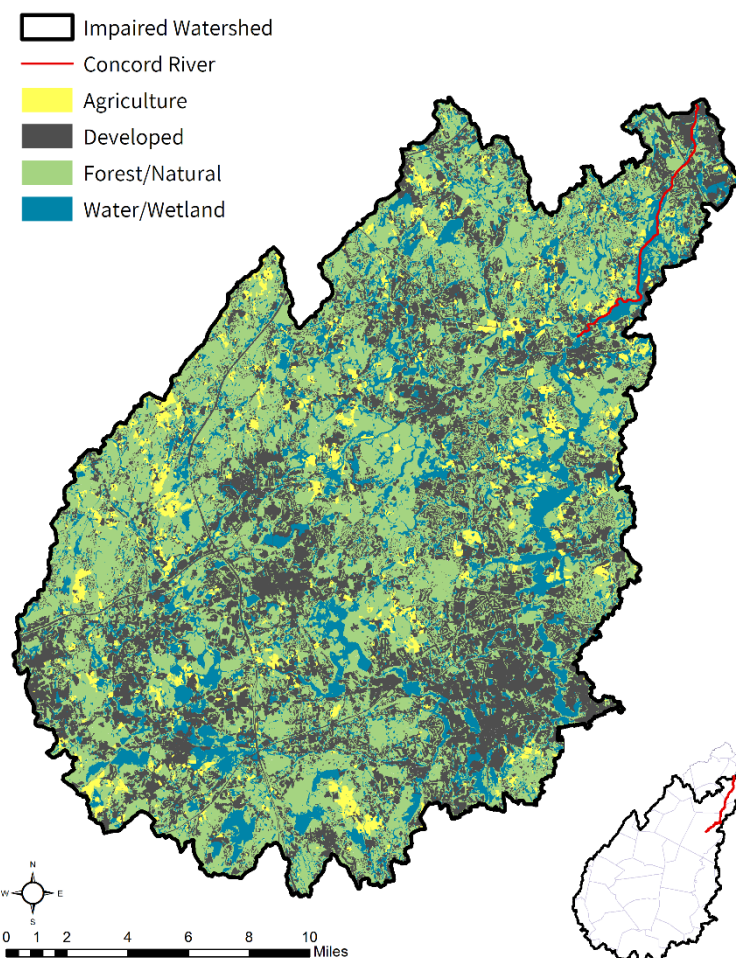 Impaired Watershed
Concord River
Agriculture
Developed
Forest/Natural
Water/Wetland
N
W E
S
0 1 2 4 6 8 10
Miles